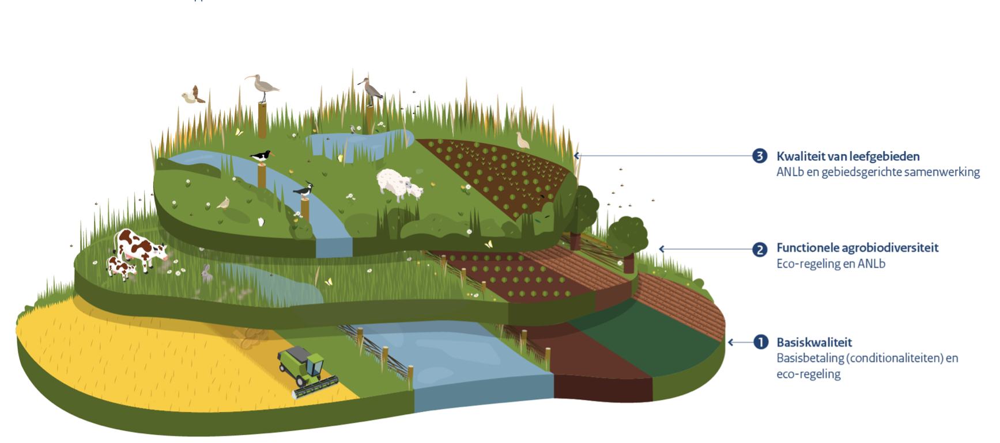 3 Kwaliteit van leefgebieden
ANLb en gebiedsgerichte samenwerking
2 Functionele agrobiodiversiteit
Eco-regeling en ANLb
1 Basiskwaliteit
Basisbetaling (conditionaliteiten) en
eco-regeling